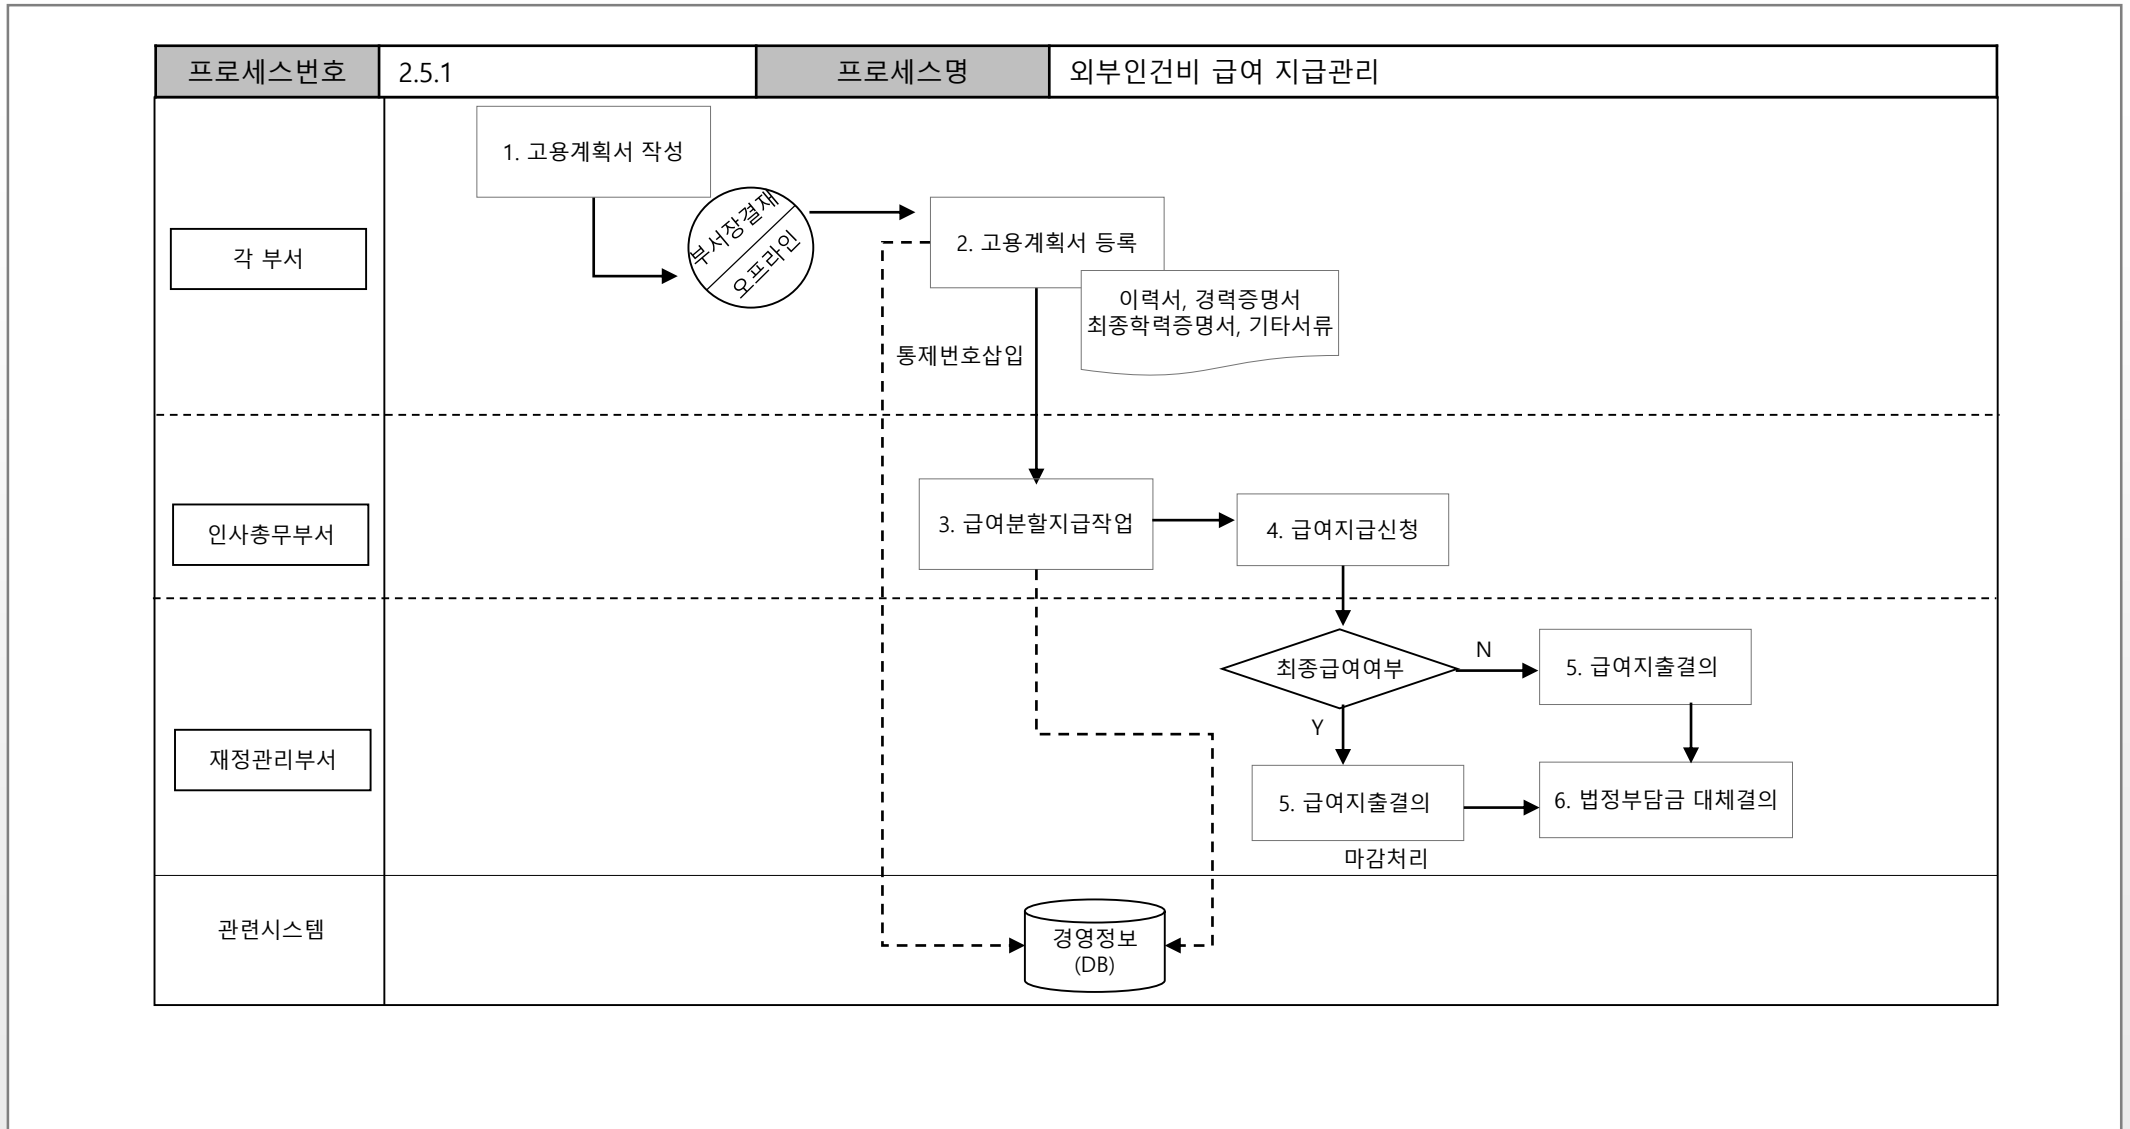 프로세스번호
2.5.1
프로세스명
외부인건비 급여 지급관리
각 부서
1. 고용계획서 작성
부서장결재
오프라인
2. 고용계획서 등록
이력서, 경력증명서
최종학력증명서, 기타서류
통제번호삽입
인사총무부서
3. 급여분할지급작업
4. 급여지급신청
재정관리부서
최종급여여부
N
5. 급여지출결의
Y
5. 급여지출결의
마감처리
6. 법정부담금 대체결의
관련시스템
경영정보
(DB)